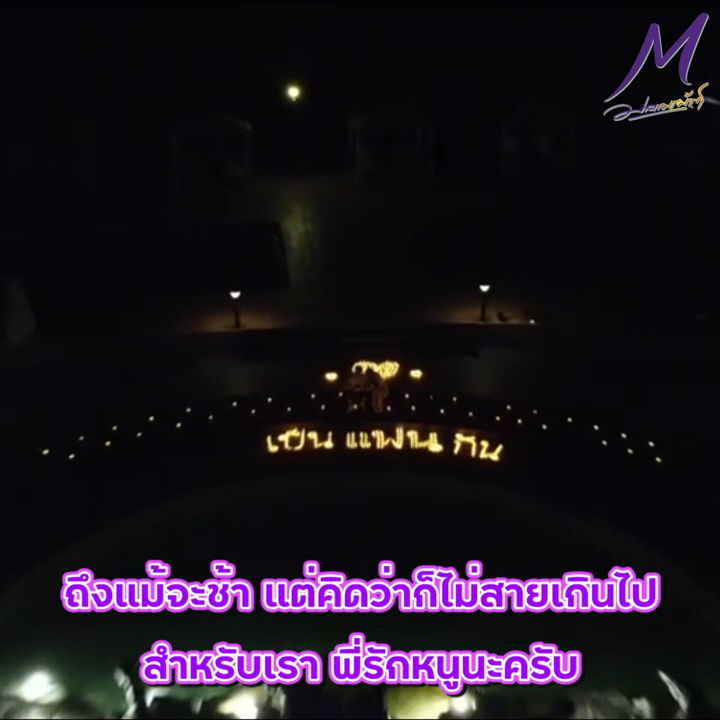 M
เป็น แฟน กัน
ถึงแม้จะช้า แต่คิดว่าก็ไม่สายเกินไป
สำหรับเรา พี่รักหนูนะครับ